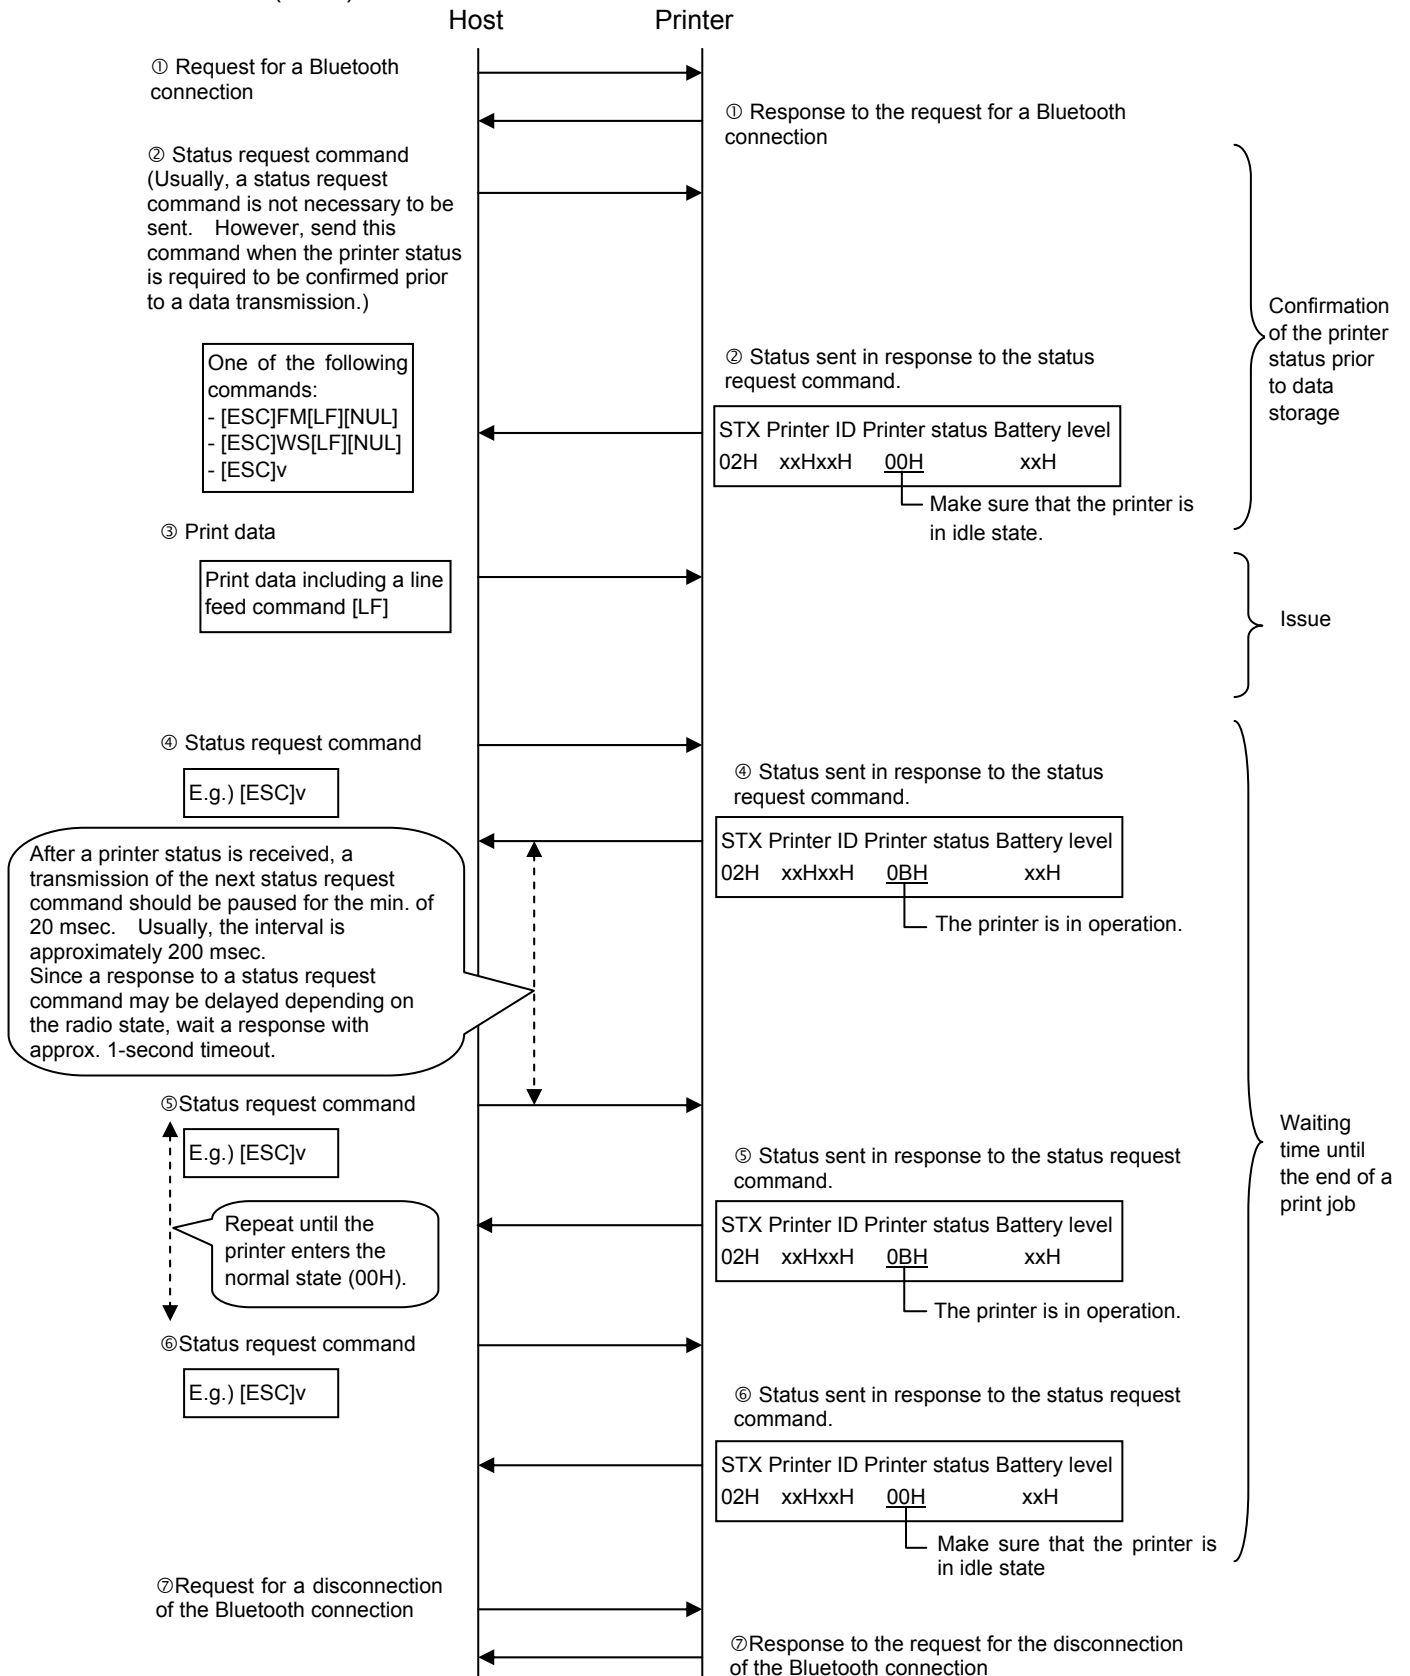 Host Printer
① Request for a Bluetooth
connection
① Response to the request for a Bluetooth
connection
② Status request command
(Usually, a status request
command is not necessary to be
sent. However, send this
command when the printer status
is required to be confirmed prior
to a data transmission.)
One of the following
commands:
- [ESC]FM[LF][NUL]
- [ESC]WS[LF][NUL]
- [ESC]v
② Status sent in response to the status
request command.
STX Printer ID Printer status Battery level
02H xxHxxH 00H xxH
Make sure that the printer is
in idle state.
Confirmation
of the printer
status prior
to data
storage
③ Print data
Print data including a line
feed command [LF]
Issue
④ Status request command
E.g.) [ESC]v
④ Status sent in response to the status
request command.
STX Printer ID Printer status Battery level
02H xxHxxH 0BH xxH
The printer is in operation.
After a printer status is received, a
transmission of the next status request
command should be paused for the min. of
20 msec. Usually, the interval is
approximately 200 msec.
Since a response to a status request
command may be delayed depending on
the radio state, wait a response with
approx. 1-second timeout.
⑤Status request command
E.g.) [ESC]v
⑤ Status sent in response to the status request
command.
STX Printer ID Printer status Battery level
02H xxHxxH 0BH xxH
The printer is in operation.
Repeat until the
printer enters the
normal state (00H).
Waiting
time until
the end of a
print job
⑥Status request command
E.g.) [ESC]v
⑥ Status sent in response to the status request
command.
STX Printer ID Printer status Battery level
02H xxHxxH 00H xxH
Make sure that the printer is
in idle state
⑦Request for a disconnection
of the Bluetooth connection
⑦Response to the request for the disconnection
of the Bluetooth connection